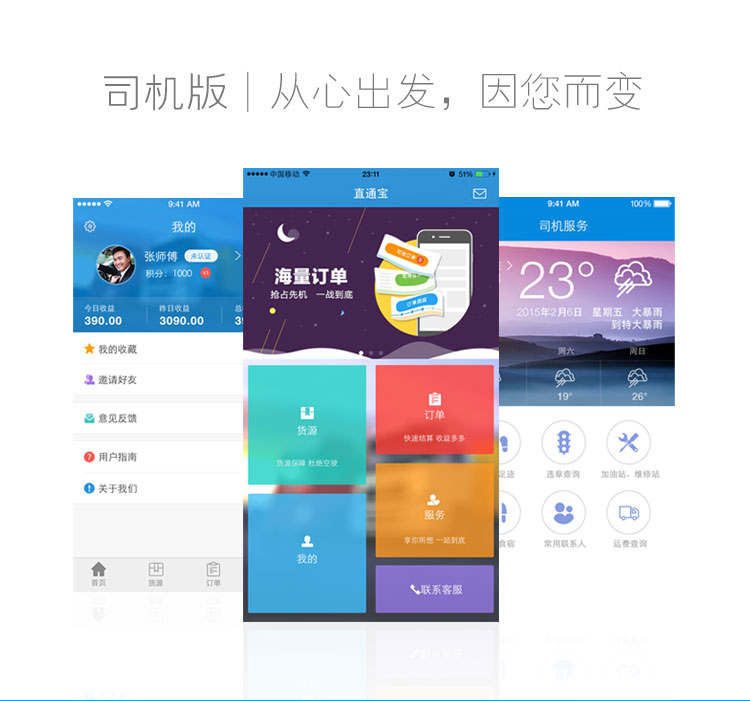 司机版｜从心出发，因您而变
9:41 AM
我的
张师傅 未认证
积分：1000 V1
今日收益 昨日收益
390.00 3090.00
我的收藏
邀请好友
意见反馈
用户指南
关于我们
首页 货源 订单
中国移动 23:11 51%
直通宝
海量订单
抢占先机 一战到底
货源
货源保障 杜绝空驶
订单
快速结算 收益多多
服务
享你所想 一站到底
我的
联系客服
9:41 AM 100%
司机服务
23°
2015年2月6日 星期五 大暴雨
到特大暴雨
周六 周日
19° 26°
足迹 违章查询 加油站、维修站
食宿 常用联系人 运费查询